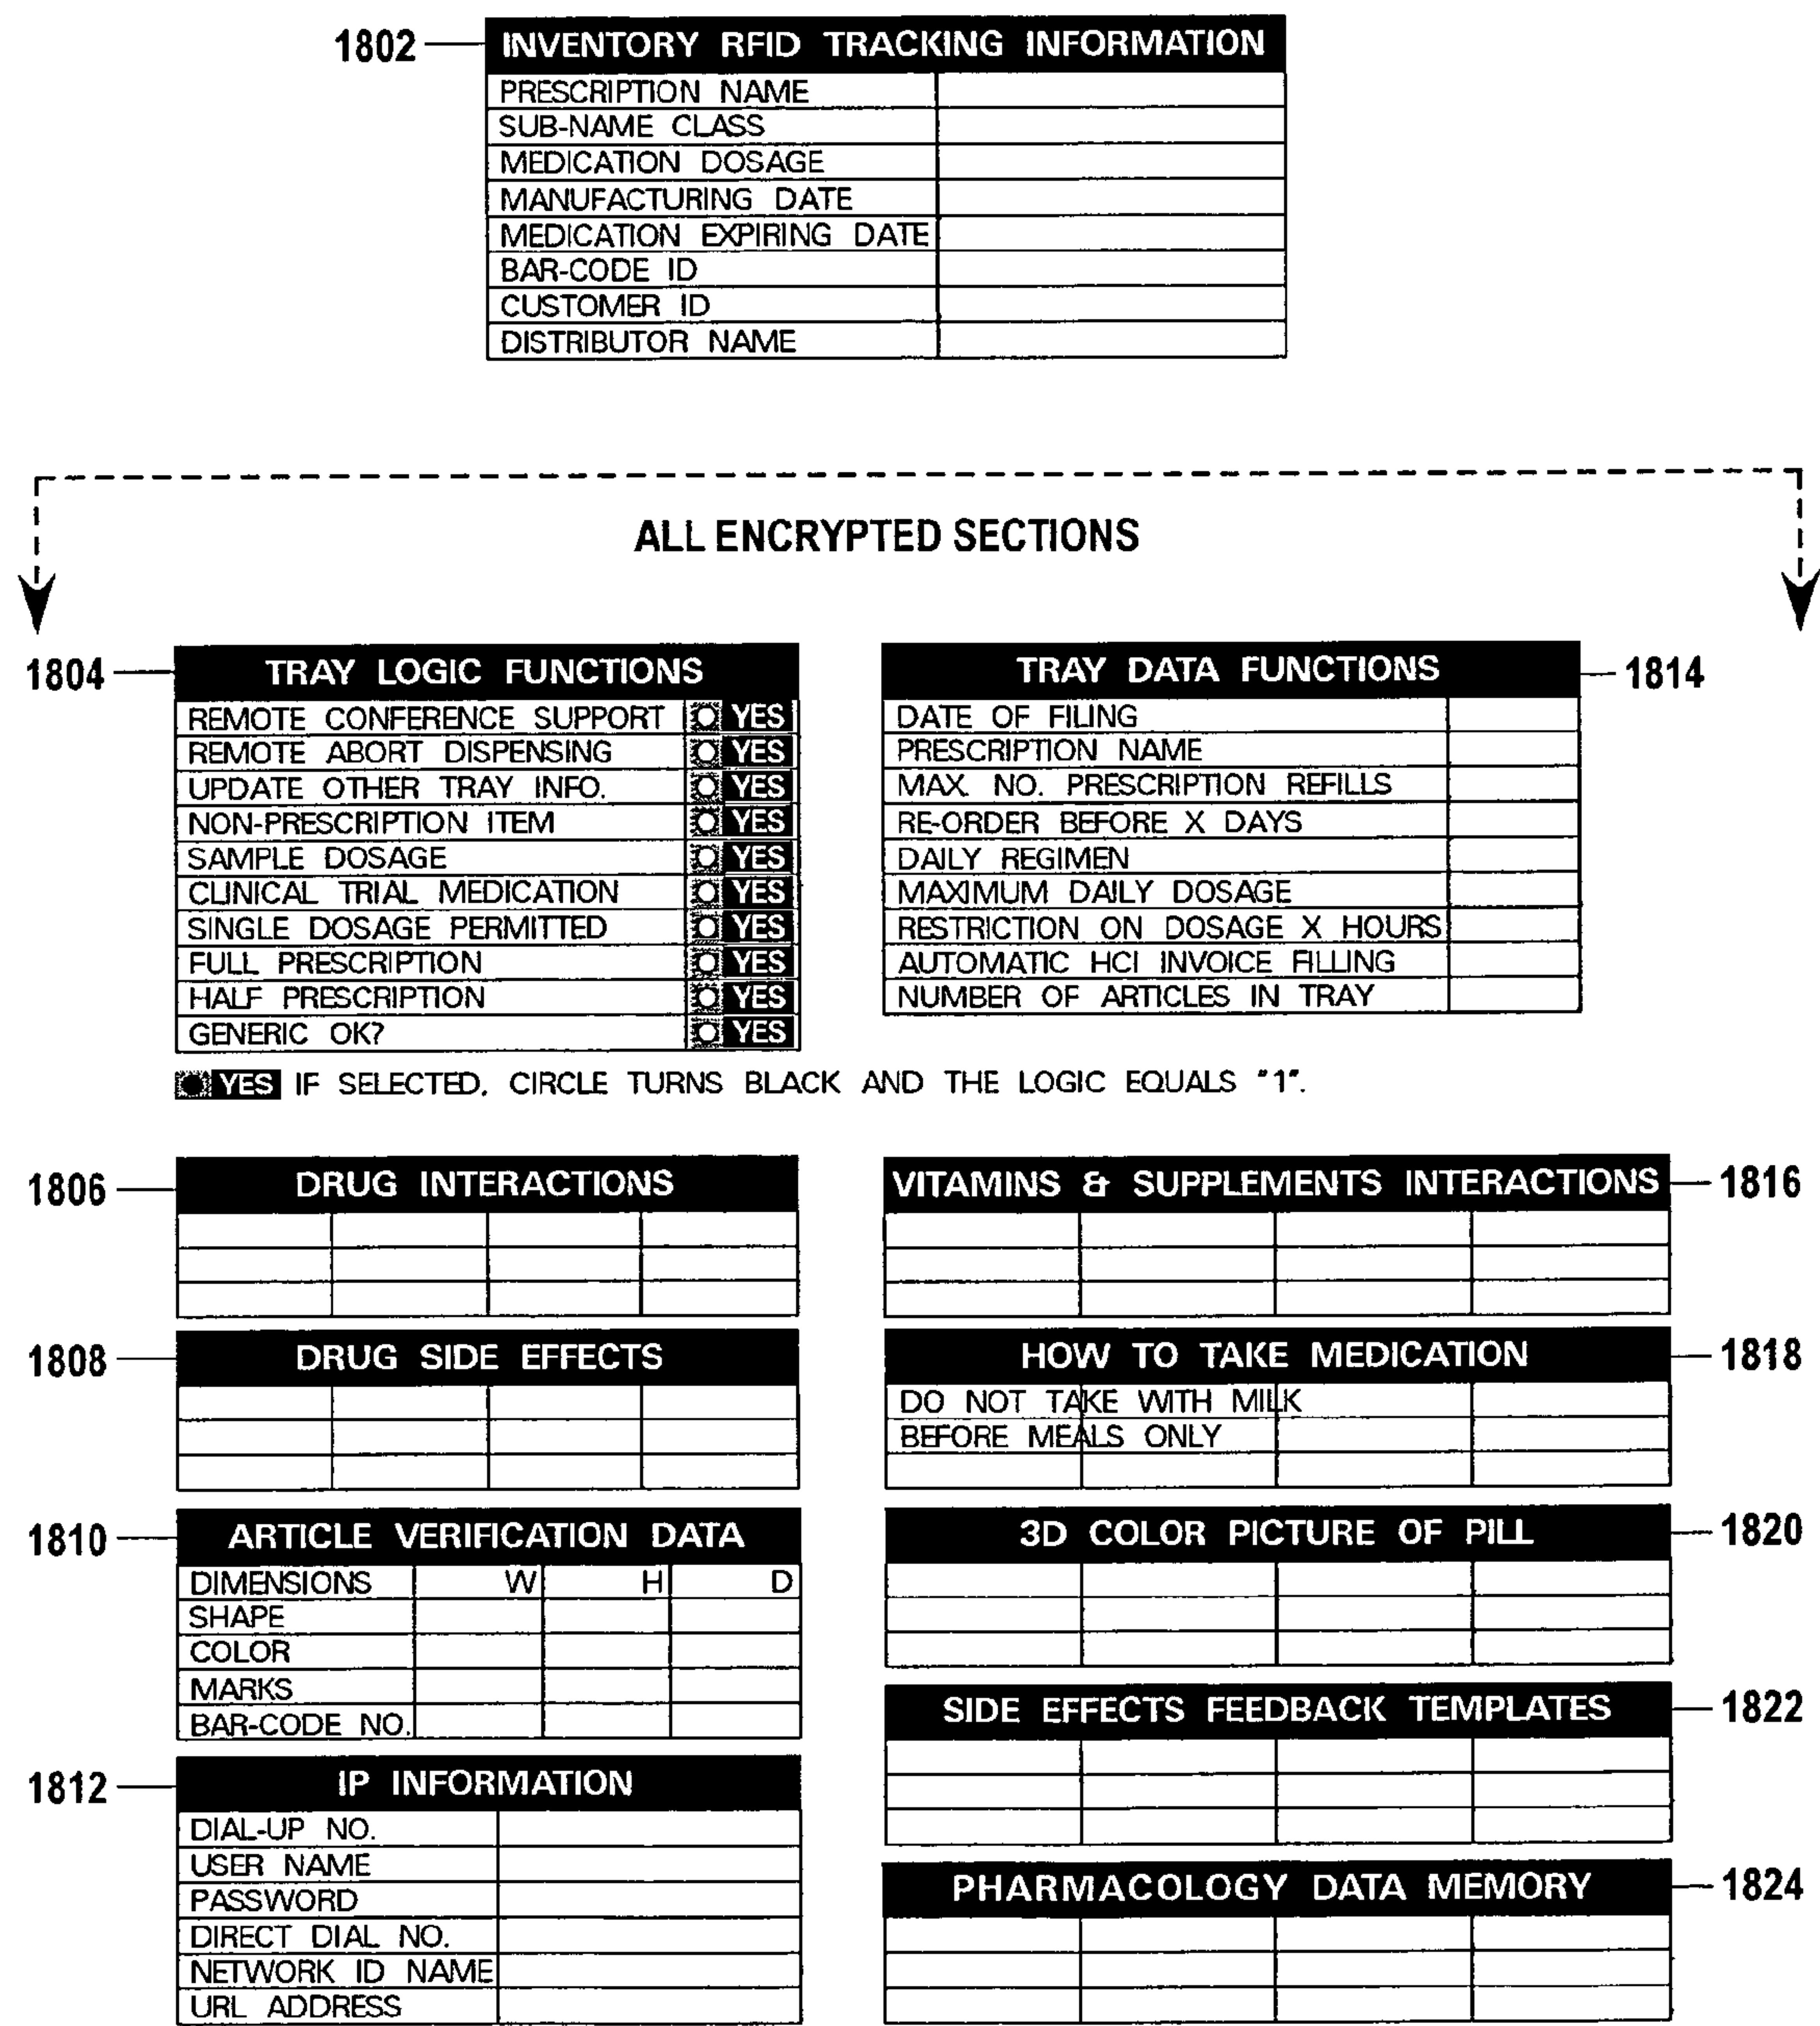 1802 INVENTORY RFID TRACKING INFORMATION
PRESCRIPTION NAME
SUB-NAME CLASS
MEDICATION DOSAGE
MANUFACTURING DATE
MEDICATION EXPIRING DATE
BAR-CODE ID
CUSTOMER ID
DISTRIBUTOR NAME
ALL ENCRYPTED SECTIONS
1804 TRAY LOGIC FUNCTIONS
REMOTE CONFERENCE SUPPORT YES
REMOTE ABORT DISPENSING YES
UPDATE OTHER TRAY INFO. YES
NON-PRESCRIPTION ITEM YES
SAMPLE DOSAGE YES
CLINICAL TRIAL MEDICATION YES
SINGLE DOSAGE PERMITTED YES
FULL PRESCRIPTION YES
HALF PRESCRIPTION YES
GENERIC OK? YES
TRAY DATA FUNCTIONS 1814
DATE OF FILING
PRESCRIPTION NAME
MAX. NO. PRESCRIPTION REFILLS
RE-ORDER BEFORE X DAYS
DAILY REGIMEN
MAXIMUM DAILY DOSAGE
RESTRICTION ON DOSAGE X HOURS
AUTOMATIC HCI INVOICE FILLING
NUMBER OF ARTICLES IN TRAY
YES IF SELECTED, CIRCLE TURNS BLACK AND THE LOGIC EQUALS "1".
1806 DRUG INTERACTIONS
VITAMINS & SUPPLEMENTS INTERACTIONS 1816
1808 DRUG SIDE EFFECTS
HOW TO TAKE MEDICATION 1818
DO NOT TAKE WITH MILK
BEFORE MEALS ONLY
1810 ARTICLE VERIFICATION DATA
DIMENSIONS W H D
SHAPE
COLOR
MARKS
BAR-CODE NO.
3D COLOR PICTURE OF PILL 1820
SIDE EFFECTS FEEDBACK TEMPLATES 1822
1812 IP INFORMATION
DIAL-UP NO.
USER NAME
PASSWORD
DIRECT DIAL NO.
NETWORK ID NAME
URL ADDRESS
PHARMACOLOGY DATA MEMORY 1824